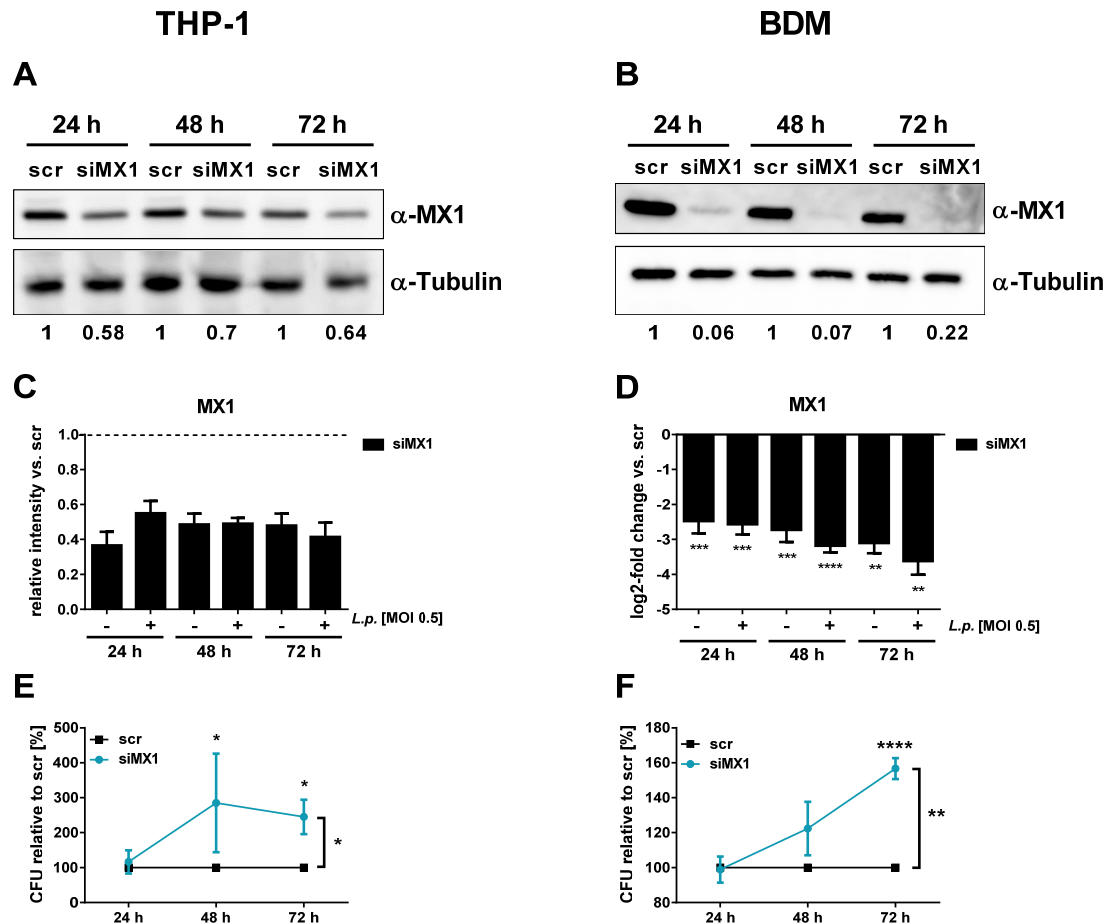 THP-1 BDM
A B
24 h 48 h 72 h
scr siMX1 scr siMX1 scr siMX1
α-MX1
α-Tubulin
1 0.58 1 0.7 1 0.64
24 h 48 h 72 h
scr siMX1 scr siMX1 scr siMX1
α-MX1
α-Tubulin
1 0.06 1 0.07 1 0.22
C
MX1
relative intensity vs. scr
1.0
0.8
0.6
0.4
0.2
0.0
siMX1
- + - + - + L.p. [MOI 0.5]
24 h 48 h 72 h
D
MX1
log2-fold change vs. scr
0
-1
-2
-3
-4
-5
siMX1
*** *** *** **** ** **
- + - + - + L.p. [MOI 0.5]
24 h 48 h 72 h
E
CFU relative to scr [%]
500
400
300
200
100
0
scr
siMX1
* * *
24 h 48 h 72 h
F
CFU relative to scr [%]
180
160
140
120
100
80
scr
siMX1
**** **
24 h 48 h 72 h